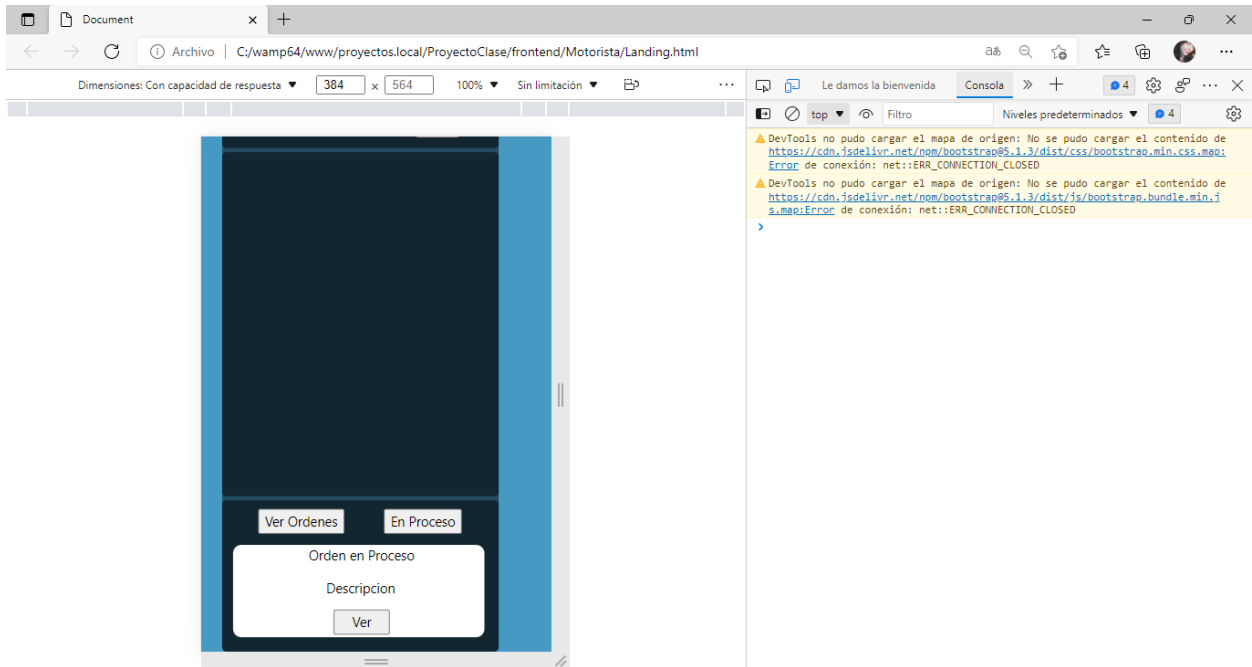 Document
Archivo | C:/wamp64/www/proyectos.local/ProyectoClase/frontend/Motorista/Landing.html
aあ
Dimensiones: Con capacidad de respuesta ▼ 384 × 564 100% ▼ Sin limitación ▼
Le damos la bienvenida Consola 4
top ▼ Filtro Niveles predeterminados ▼ 4
DevTools no pudo cargar el mapa de origen: No se pudo cargar el contenido de
https://cdn.jsdelivr.net/npm/bootstrap@5.1.3/dist/css/bootstrap.min.css.map:
Error de conexión: net::ERR_CONNECTION_CLOSED
DevTools no pudo cargar el mapa de origen: No se pudo cargar el contenido de
https://cdn.jsdelivr.net/npm/bootstrap@5.1.3/dist/js/bootstrap.bundle.min.j
s.map:Error de conexión: net::ERR_CONNECTION_CLOSED
Ver Ordenes En Proceso
Orden en Proceso
Descripcion
Ver